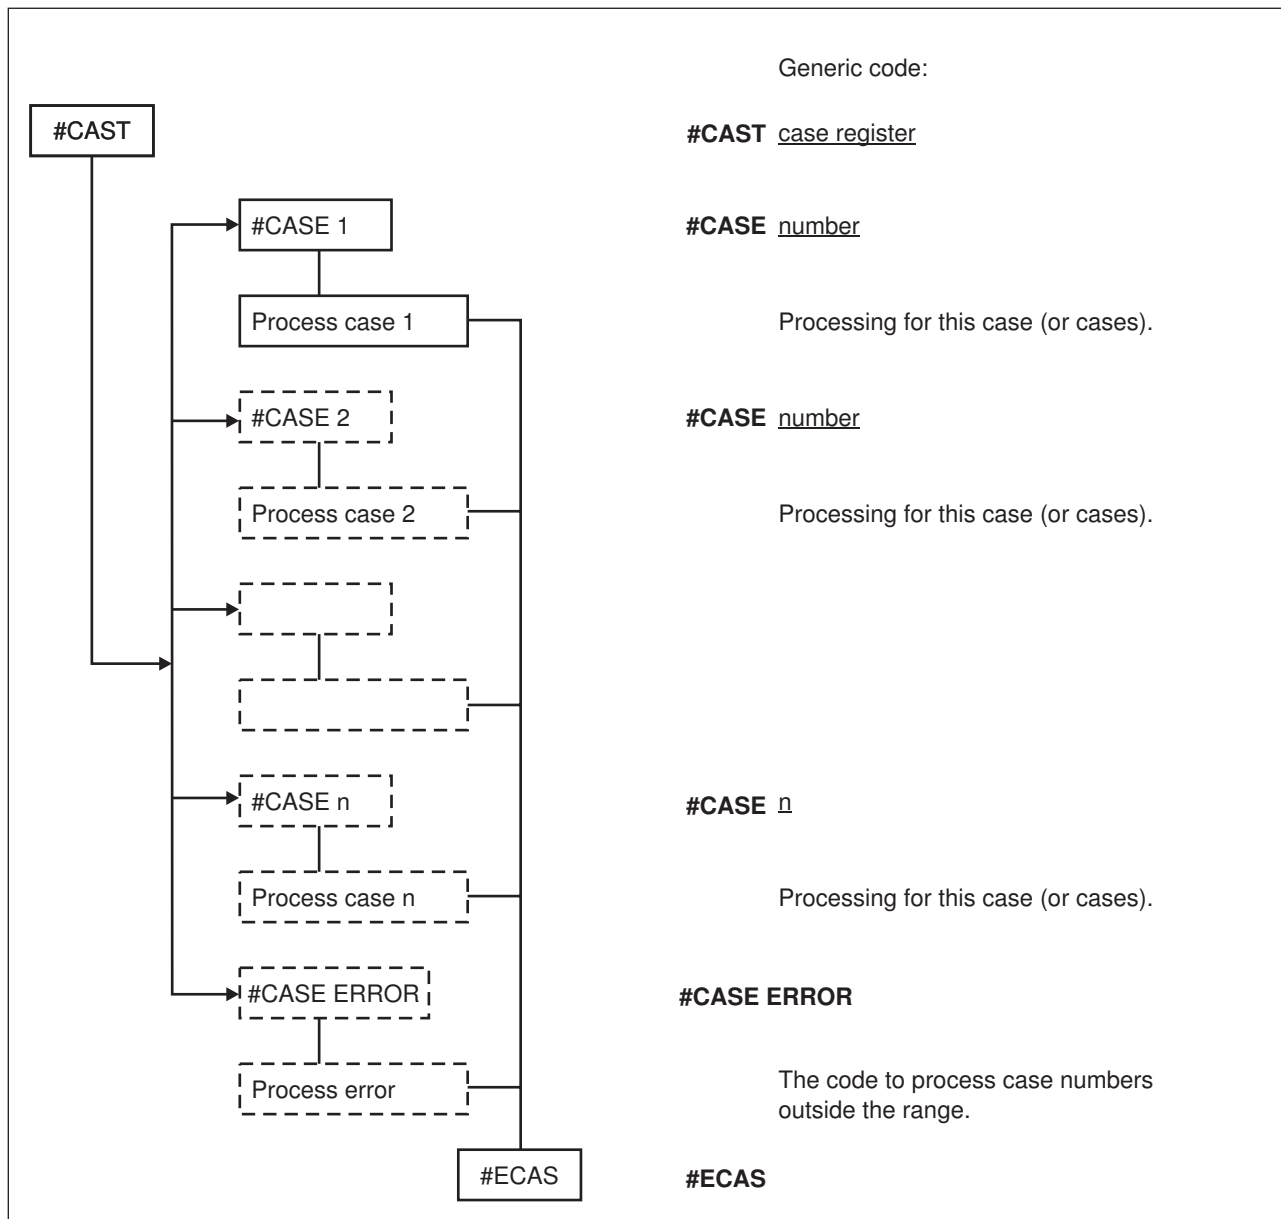 Generic code:
#CAST
#CAST case register
#CASE 1
#CASE number
Process case 1
Processing for this case (or cases).
#CASE 2
#CASE number
Process case 2
Processing for this case (or cases).
#CASE n
#CASE n
Process case n
Processing for this case (or cases).
#CASE ERROR
#CASE ERROR
Process error
The code to process case numbers
outside the range.
#ECAS
#ECAS